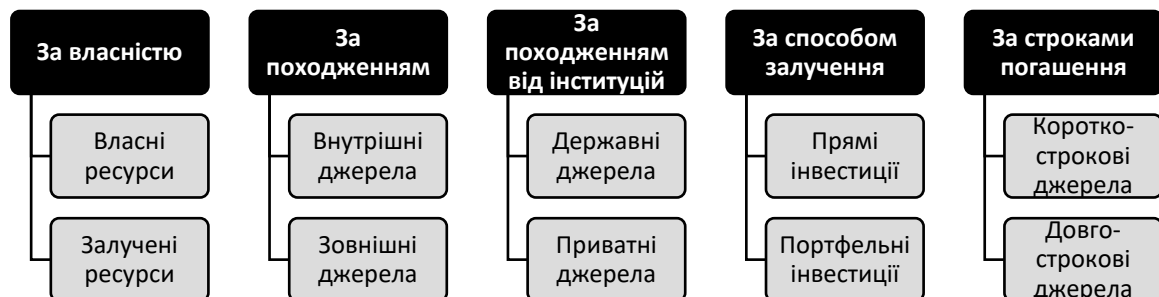 За власністю
Власні
ресурси
Залучені
ресурси
За
походженням
Внутрішні
джерела
Зовнішні
джерела
За
походженням
від інституцій
Державні
джерела
Приватні
джерела
За способом
залучення
Прямі
інвестиції
Портфельні
інвестиції
За строками
погашення
Коротко-
строкові
джерела
Довго-
строкові
джерела